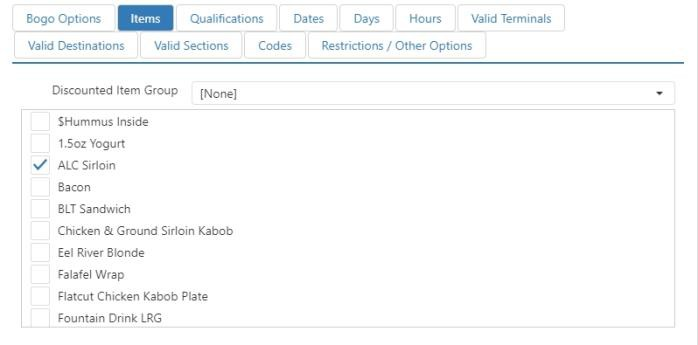 Bogo Options Items Qualifications Dates Days Hours Valid Terminals
Valid Destinations Valid Sections Codes Restrictions / Other Options
Discounted Item Group [None]
$Hummus Inside
1.5oz Yogurt
ALC Sirloin
Bacon
BLT Sandwich
Chicken & Ground Sirloin Kabob
Eel River Blonde
Falafel Wrap
Flatcut Chicken Kabob Plate
Fountain Drink LRG